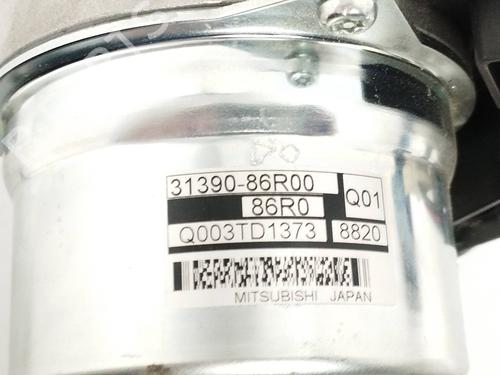 31390-86R00
Q01
86R0
Q003TD1373
8820
MITSUBISHI JAPAN